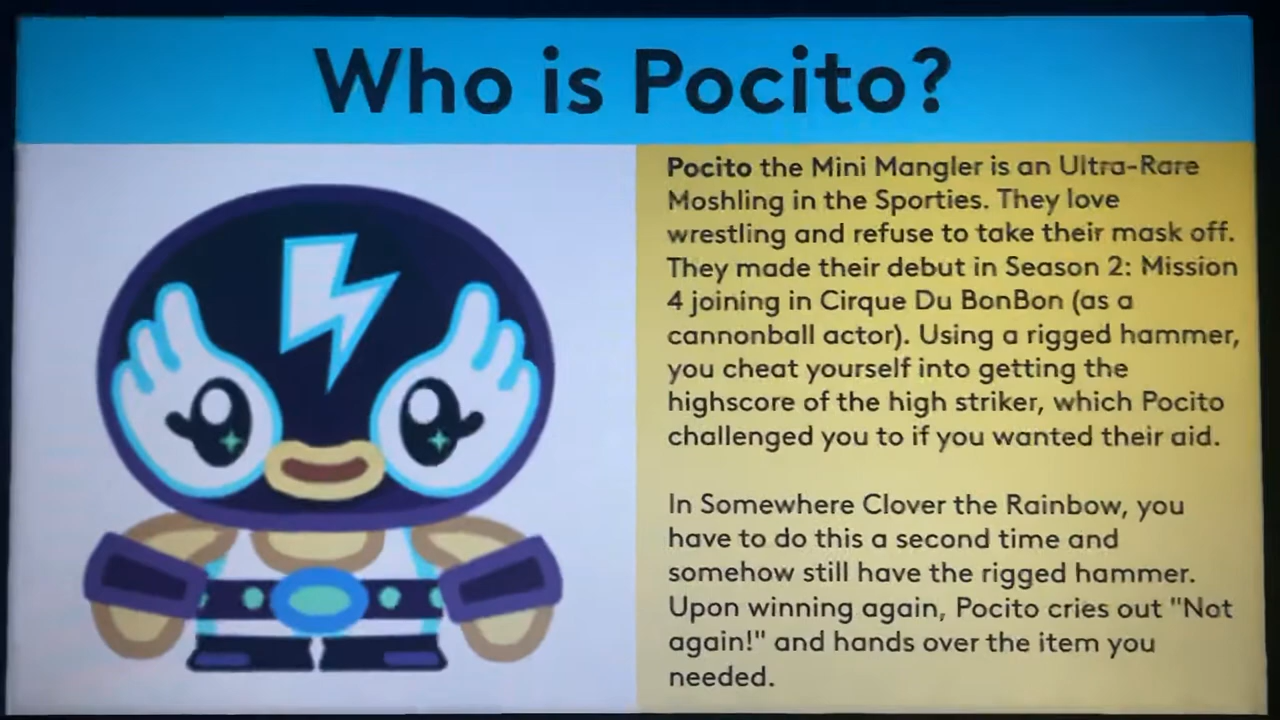 Who is Pocito?
Pocito the Mini Mangler is an Ultra-Rare
Moshling in the Sporties. They love
wrestling and refuse to take their mask off.
They made their debut in Season 2: Mission
4 joining in Cirque Du BonBon (as a
cannonball actor). Using a rigged hammer,
you cheat yourself into getting the
highscore of the high striker, which Pocito
challenged you to if you wanted their aid.
In Somewhere Clover the Rainbow, you
have to do this a second time and
somehow still have the rigged hammer.
Upon winning again, Pocito cries out "Not
again!" and hands over the item you
needed.